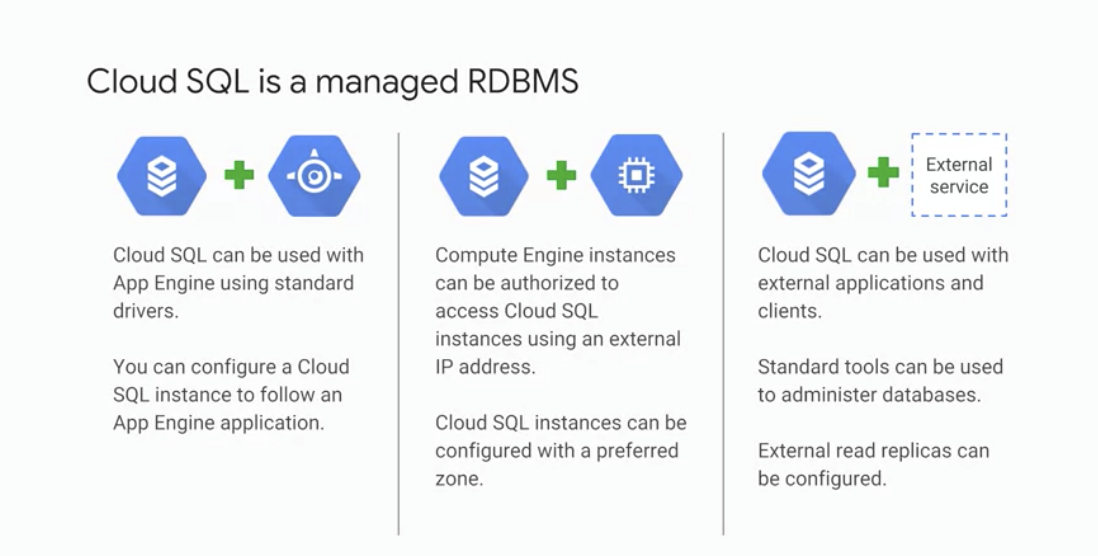 Cloud SQL is a managed RDBMS
Cloud SQL can be used with
App Engine using standard
drivers.
You can configure a Cloud
SQL instance to follow an
App Engine application.
Compute Engine instances
can be authorized to
access Cloud SQL
instances using an external
IP address.
Cloud SQL instances can be
configured with a preferred
zone.
External
service
Cloud SQL can be used with
external applications and
clients.
Standard tools can be used
to administer databases.
External read replicas can
be configured.